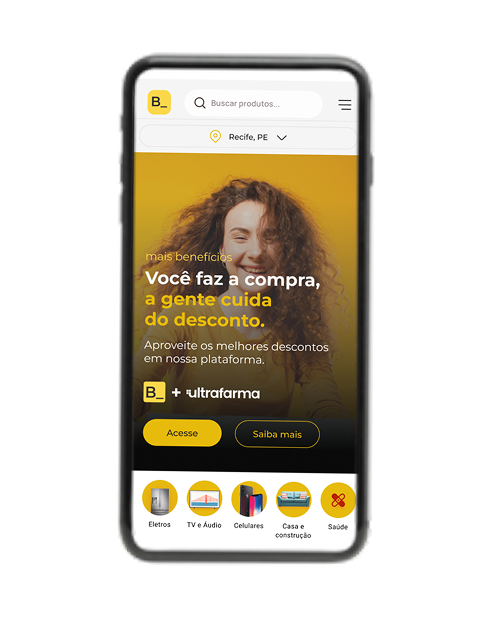 B_
Buscar produtos...
Recife, PE
mais benefícios
Você faz a compra,
a gente cuida
do desconto.
Aproveite os melhores descontos
em nossa plataforma.
B_ + ultrafarma
Acesse
Saiba mais
Eletros
TV e Áudio
Celulares
Casa e
construção
Saúde